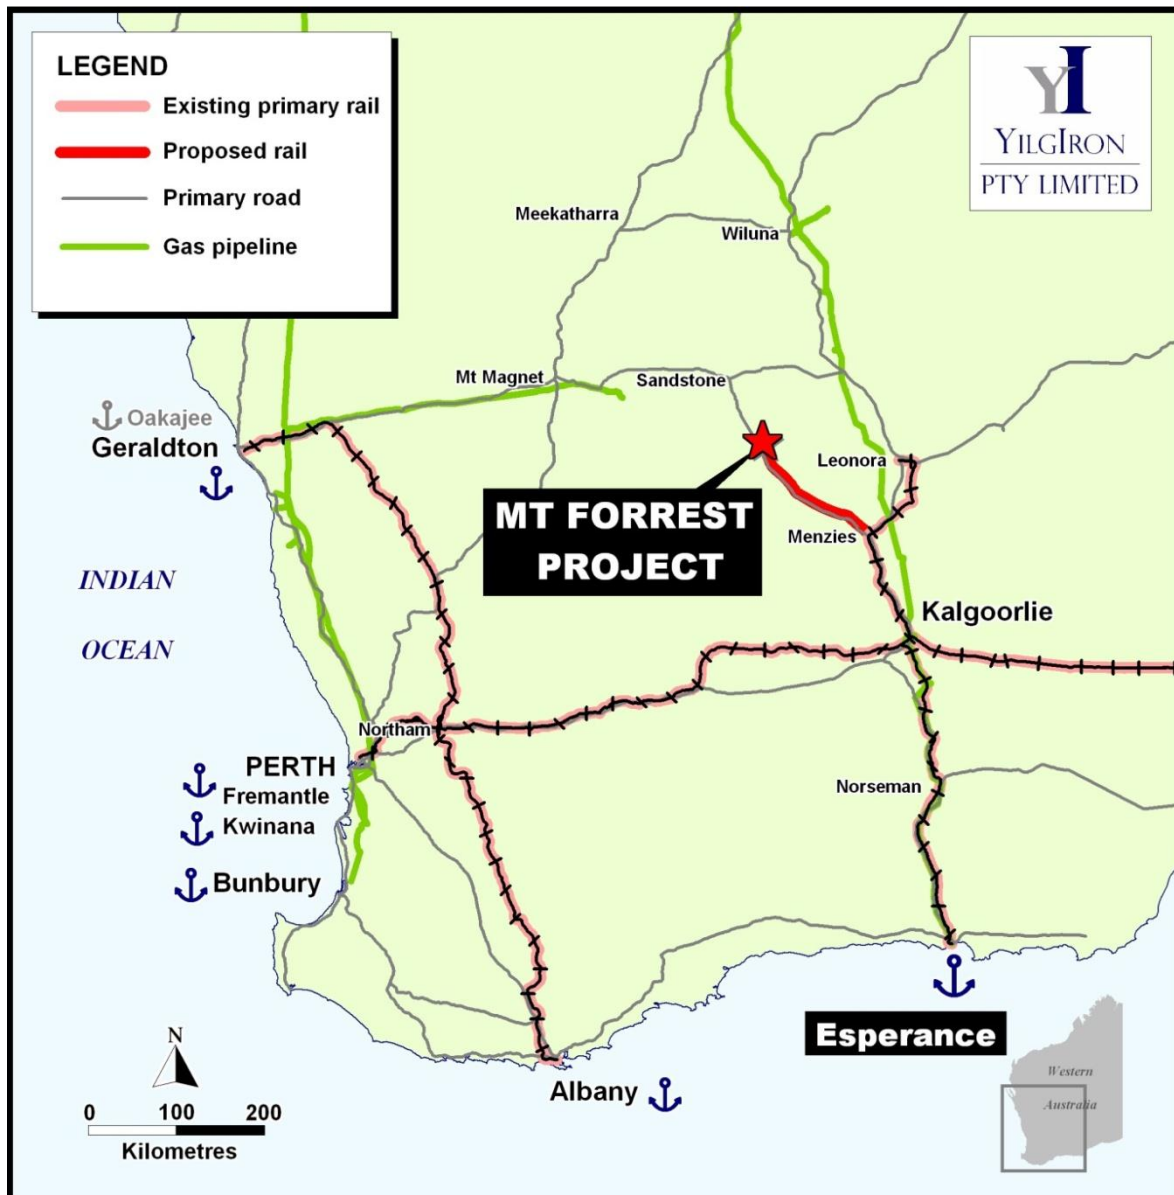 LEGEND
Existing primary rail
Proposed rail
Primary road
Gas pipeline
YI
YILGIRON
PTY LIMITED
Meekatharra
Wiluna
Mt Magnet
Sandstone
Oakajee
Geraldton
Leonora
MT FORREST
PROJECT
Menzies
INDIAN
OCEAN
Kalgoorlie
Northam
PERTH
Fremantle
Kwinana
Norseman
Bunbury
Esperance
Albany
N
0 100 200
Kilometres
Western
Australia